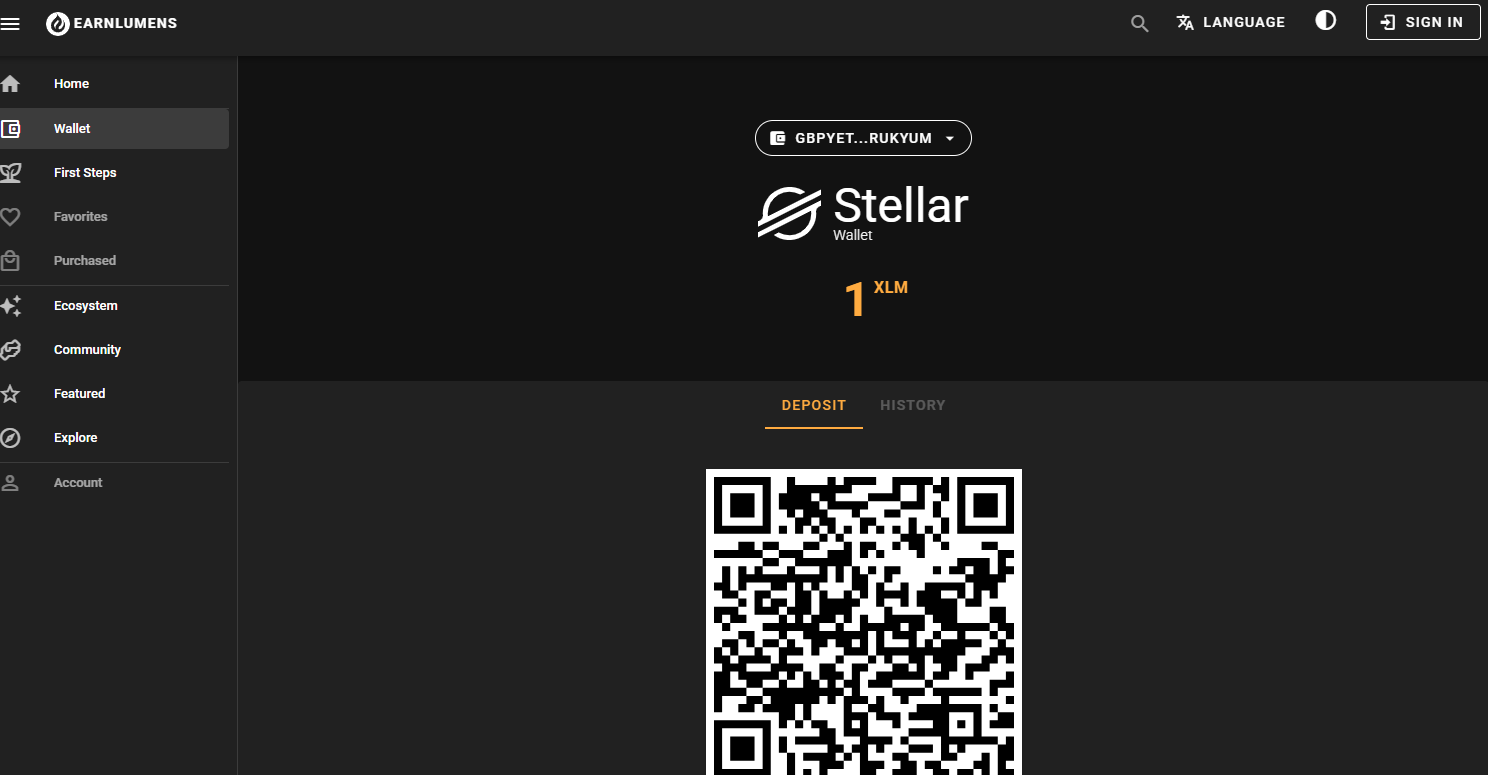 EARNLUMENS
LANGUAGE
SIGN IN
Home
Wallet
First Steps
Favorites
Purchased
Ecosystem
Community
Featured
Explore
Account
GBPYET...RUKYUM
Stellar
Wallet
1 XLM
DEPOSIT
HISTORY